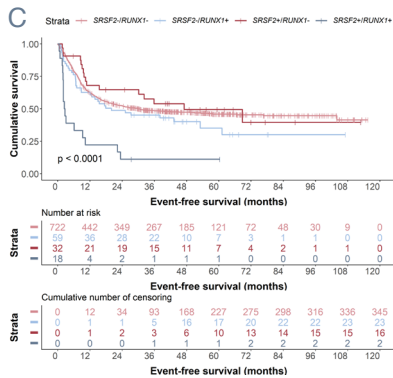 C
Strata SRSF2-/RUNX1- SRSF2-/RUNX1+ SRSF2+/RUNX1- SRSF2+/RUNX1+
Cumulative survival
1.00
0.75
0.50
0.25
0.00
p < 0.0001
0 12 24 36 48 60 72 84 96 108 120
Event-free survival (months)
Number at risk
Strata
722 442 349 267 185 121 72 48 30 9 0
59 36 28 22 10 7 3 1 1 0 0
32 21 19 15 11 7 4 2 1 1 0
18 4 2 1 1 1 0 0 0 0 0
0 12 24 36 48 60 72 84 96 108 120
Event-free survival (months)
Cumulative number of censoring
Strata
0 12 34 93 168 227 275 298 316 336 345
0 1 1 5 16 17 20 22 22 23 23
0 1 2 3 6 10 13 14 15 15 16
0 0 0 1 1 1 2 2 2 2 2
0 12 24 36 48 60 72 84 96 108 120
Event-free survival (months)